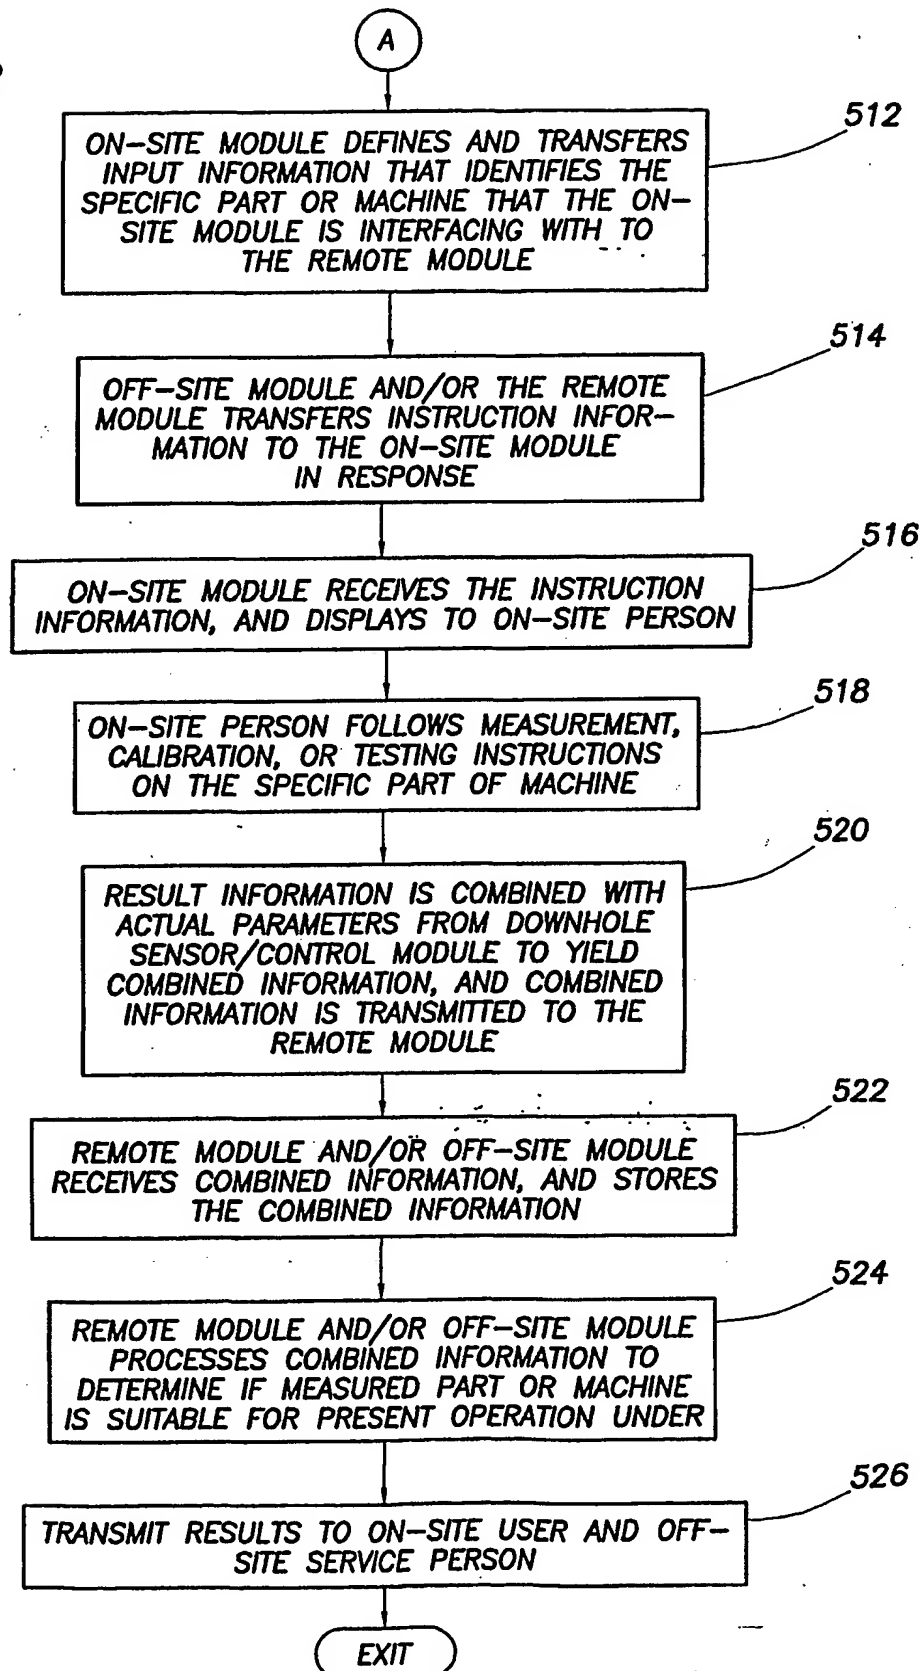 A
512
ON-SITE MODULE DEFINES AND TRANSFERS
INPUT INFORMATION THAT IDENTIFIES THE
SPECIFIC PART OR MACHINE THAT THE ON-
SITE MODULE IS INTERFACING WITH TO
THE REMOTE MODULE
514
OFF-SITE MODULE AND/OR THE REMOTE
MODULE TRANSFERS INSTRUCTION INFOR-
MATION TO THE ON-SITE MODULE
IN RESPONSE
516
ON-SITE MODULE RECEIVES THE INSTRUCTION
INFORMATION, AND DISPLAYS TO ON-SITE PERSON
518
ON-SITE PERSON FOLLOWS MEASUREMENT,
CALIBRATION, OR TESTING INSTRUCTIONS
ON THE SPECIFIC PART OF MACHINE
520
RESULT INFORMATION IS COMBINED WITH
ACTUAL PARAMETERS FROM DOWNHOLE
SENSOR/CONTROL MODULE TO YIELD
COMBINED INFORMATION, AND COMBINED
INFORMATION IS TRANSMITTED TO THE
REMOTE MODULE
522
REMOTE MODULE AND/OR OFF-SITE MODULE
RECEIVES COMBINED INFORMATION, AND STORES
THE COMBINED INFORMATION
524
REMOTE MODULE AND/OR OFF-SITE MODULE
PROCESSES COMBINED INFORMATION TO
DETERMINE IF MEASURED PART OR MACHINE
IS SUITABLE FOR PRESENT OPERATION UNDER
526
TRANSMIT RESULTS TO ON-SITE USER AND OFF-
SITE SERVICE PERSON
EXIT